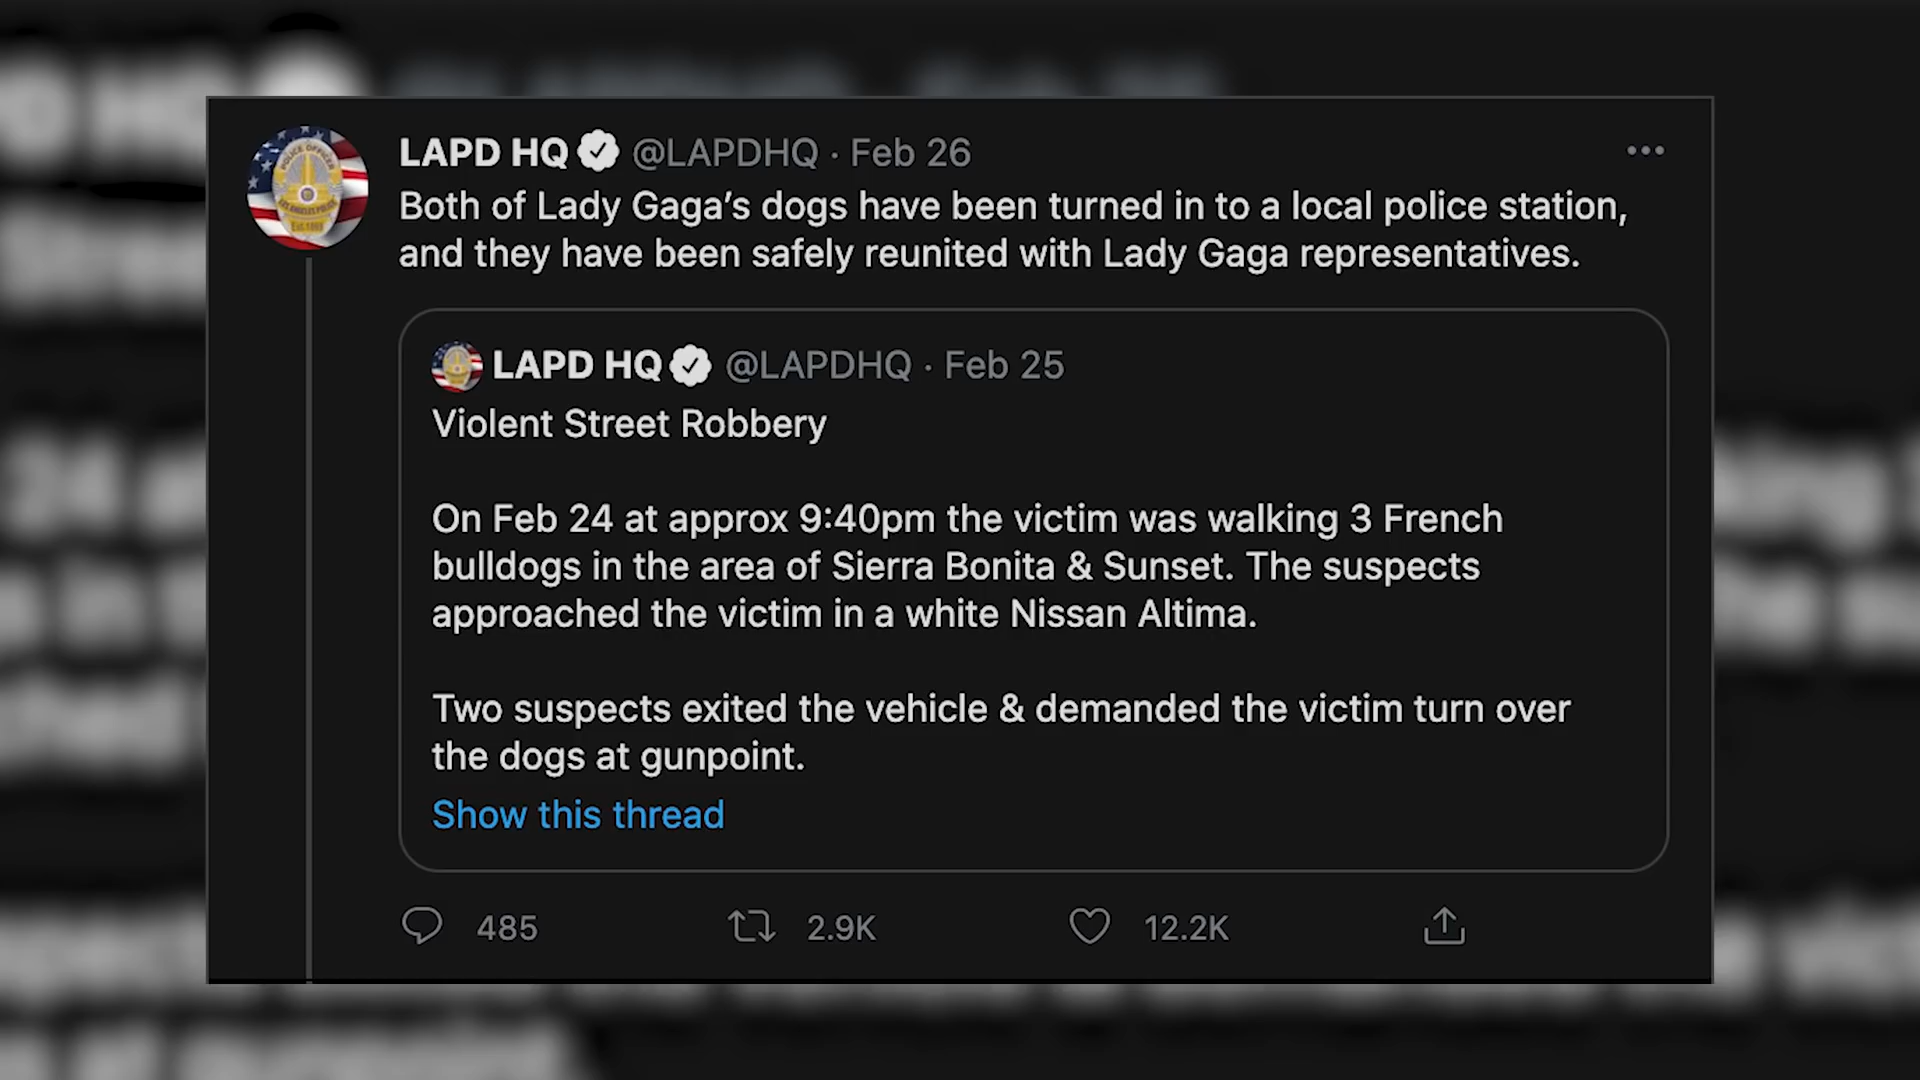 LAPD HQ @LAPDHQ · Feb 26
Both of Lady Gaga's dogs have been turned in to a local police station,
and they have been safely reunited with Lady Gaga representatives.
LAPD HQ @LAPDHQ · Feb 25
Violent Street Robbery
On Feb 24 at approx 9:40pm the victim was walking 3 French
bulldogs in the area of Sierra Bonita & Sunset. The suspects
approached the victim in a white Nissan Altima.
Two suspects exited the vehicle & demanded the victim turn over
the dogs at gunpoint.
Show this thread
485 2.9K 12.2K